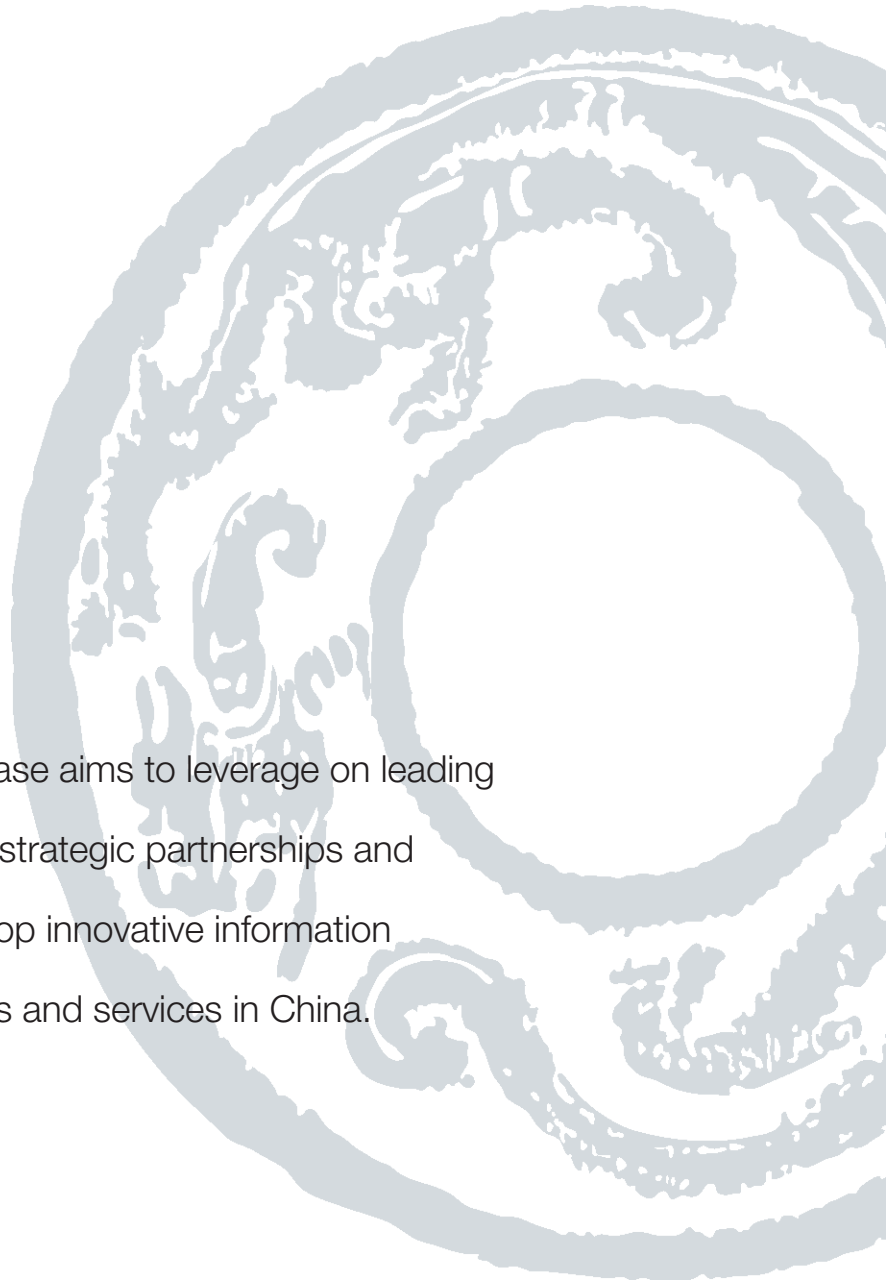 ase aims to leverage on leading
strategic partnerships and
op innovative information
s and services in China.